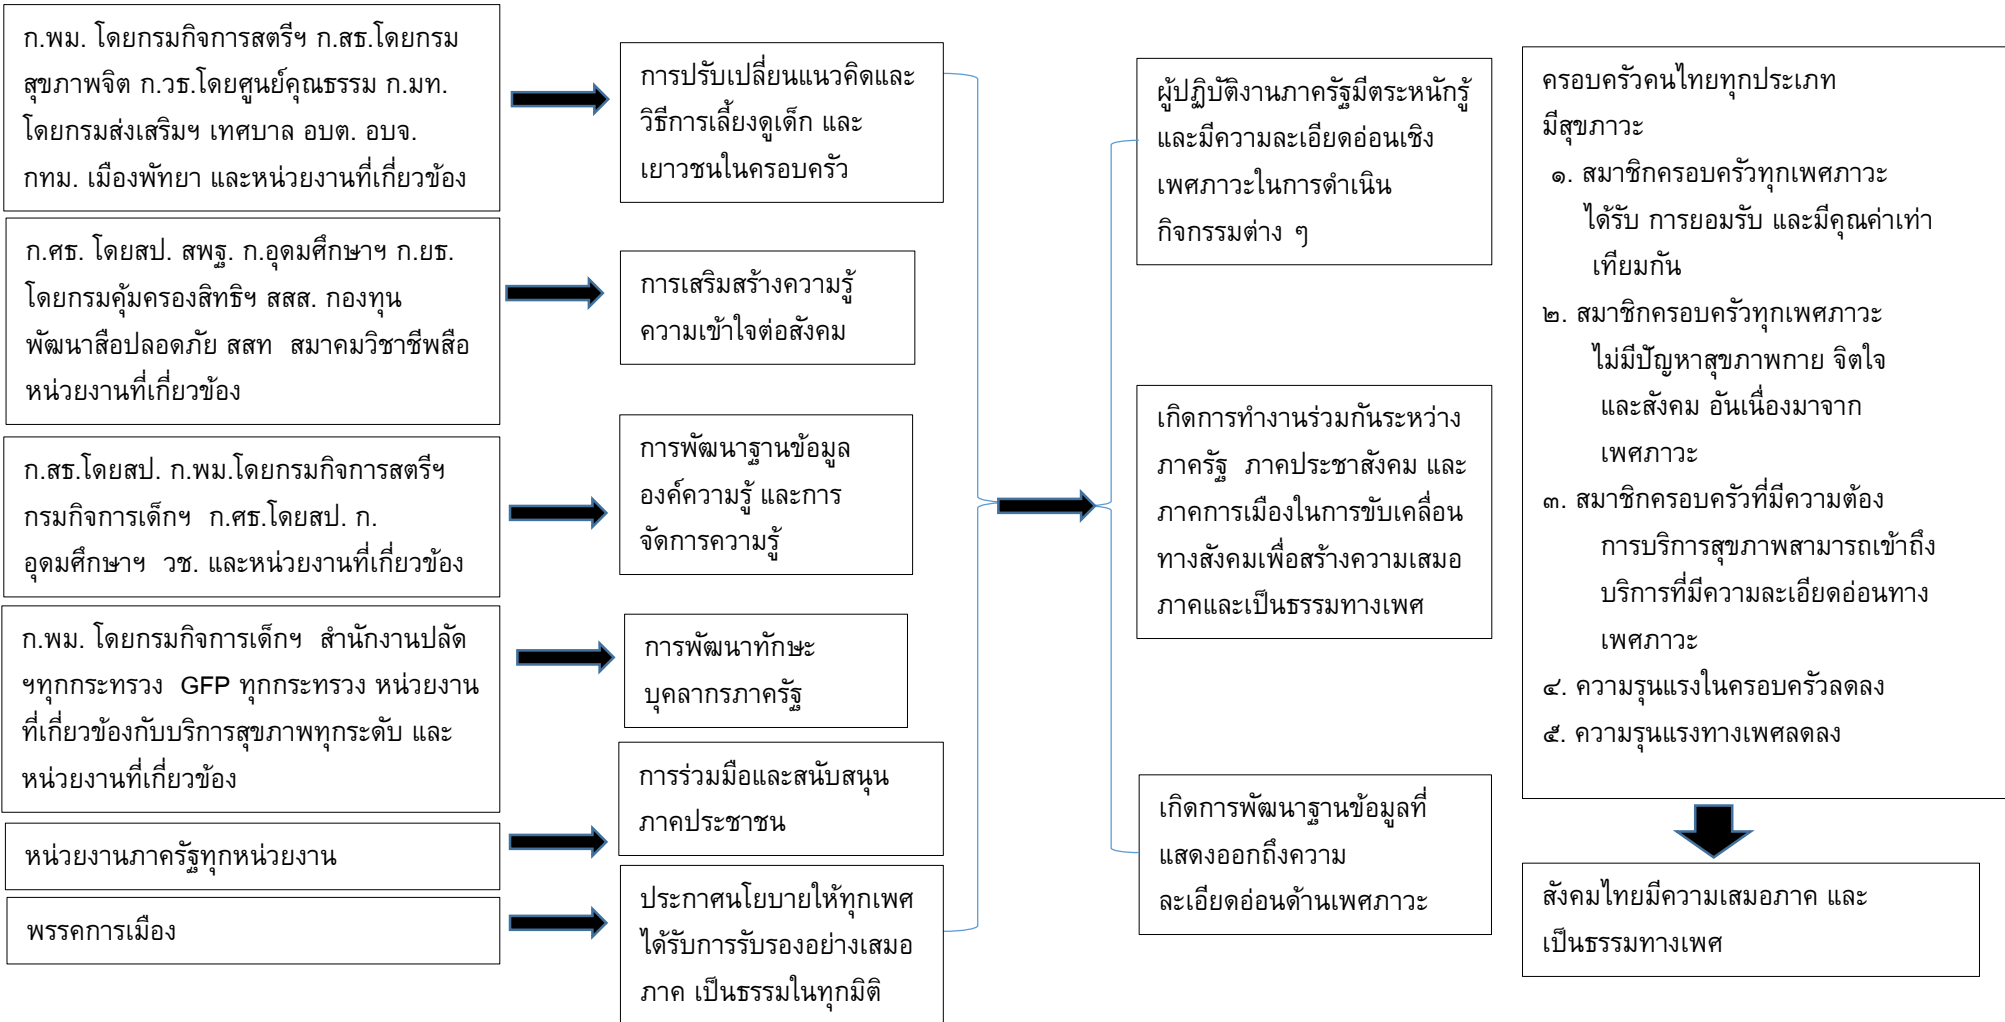 ก.พม. โดยกรมกิจการสตรีฯ ก.สธ.โดยกรม
สุขภาพจิต ก.วธ.โดยศูนย์คุณธรรม ก.มท.
โดยกรมส่งเสริมฯ เทศบาล อบต. อบจ.
กทม. เมืองพัทยา และหน่วยงานที่เกี่ยวข้อง
ก.ศธ. โดยสป. สพฐ. ก.อุดมศึกษาฯ ก.ยธ.
โดยกรมคุ้มครองสิทธิฯ สสส. กองทุน
พัฒนาสือปลอดภัย สสท สมาคมวิชาชีพสือ
หน่วยงานที่เกี่ยวข้อง
ก.สธ.โดยสป. ก.พม.โดยกรมกิจการสตรีฯ
กรมกิจการเด็กฯ ก.ศธ.โดยสป. ก.
อุดมศึกษาฯ วช. และหน่วยงานที่เกี่ยวข้อง
ก.พม. โดยกรมกิจการเด็กฯ สำนักงานปลัด
ฯทุกกระทรวง GFP ทุกกระทรวง หน่วยงาน
ที่เกี่ยวข้องกับบริการสุขภาพทุกระดับ และ
หน่วยงานที่เกี่ยวข้อง
หน่วยงานภาครัฐทุกหน่วยงาน
พรรคการเมือง
การปรับเปลี่ยนแนวคิดและ
วิธีการเลี้ยงดูเด็ก และ
เยาวชนในครอบครัว
การเสริมสร้างความรู้
ความเข้าใจต่อสังคม
การพัฒนาฐานข้อมูล
องค์ความรู้ และการ
จัดการความรู้
การพัฒนาทักษะ
บุคลากรภาครัฐ
การร่วมมือและสนับสนุน
ภาคประชาชน
ประกาศนโยบายให้ทุกเพศ
ได้รับการรับรองอย่างเสมอ
ภาค เป็นธรรมในทุกมิติ
ผู้ปฏิบัติงานภาครัฐมีตระหนักรู้
และมีความละเอียดอ่อนเชิง
เพศภาวะในการดำเนิน
กิจกรรมต่าง ๆ
เกิดการทำงานร่วมกันระหว่าง
ภาครัฐ ภาคประชาสังคม และ
ภาคการเมืองในการขับเคลื่อน
ทางสังคมเพื่อสร้างความเสมอ
ภาคและเป็นธรรมทางเพศ
เกิดการพัฒนาฐานข้อมูลที่
แสดงออกถึงความ
ละเอียดอ่อนด้านเพศภาวะ
ครอบครัวคนไทยทุกประเภท
มีสุขภาวะ
๑. สมาชิกครอบครัวทุกเพศภาวะ
ได้รับ การยอมรับ และมีคุณค่าเท่า
เทียมกัน
๒. สมาชิกครอบครัวทุกเพศภาวะ
ไม่มีปัญหาสุขภาพกาย จิตใจ
และสังคม อันเนื่องมาจาก
เพศภาวะ
๓. สมาชิกครอบครัวที่มีความต้อง
การบริการสุขภาพสามารถเข้าถึง
บริการที่มีความละเอียดอ่อนทาง
เพศภาวะ
๔. ความรุนแรงในครอบครัวลดลง
๕. ความรุนแรงทางเพศลดลง
สังคมไทยมีความเสมอภาค และ
เป็นธรรมทางเพศ